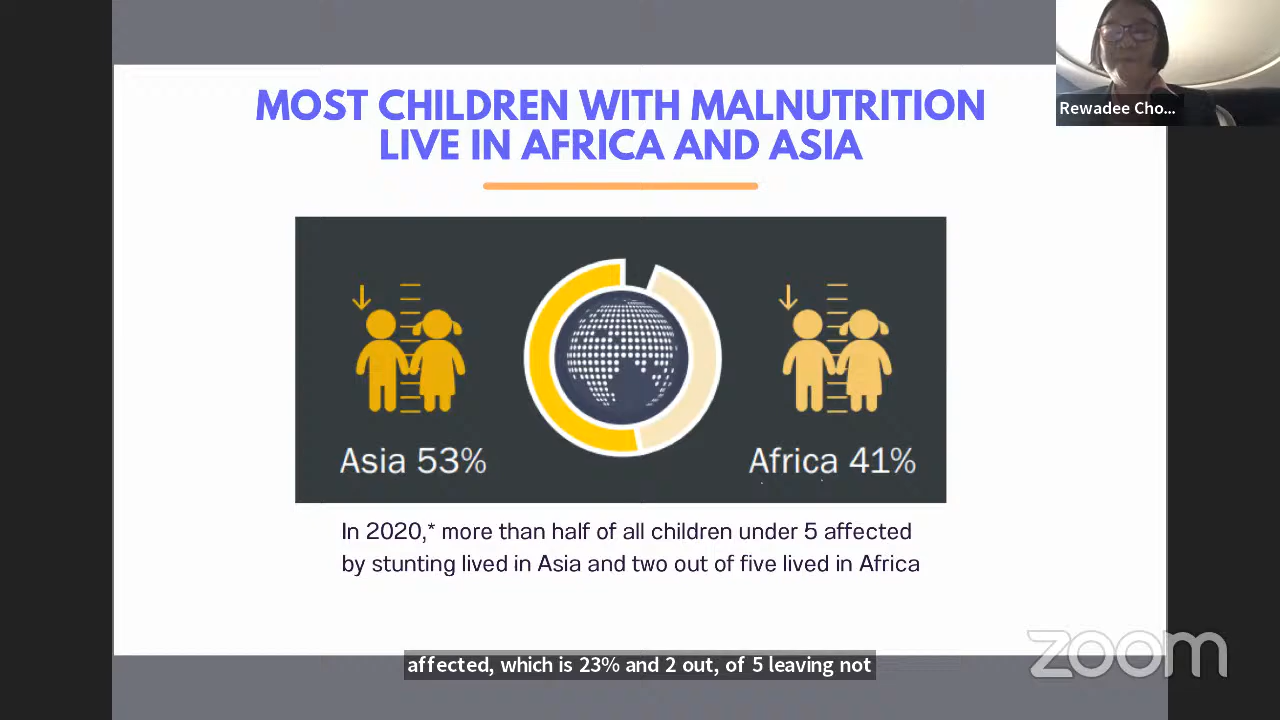 Rewadee Cho...
MOST CHILDREN WITH MALNUTRITION
LIVE IN AFRICA AND ASIA
Asia 53%
Africa 41%
In 2020,* more than half of all children under 5 affected
by stunting lived in Asia and two out of five lived in Africa
zoom
affected, which is 23% and 2 out, of 5 leaving not